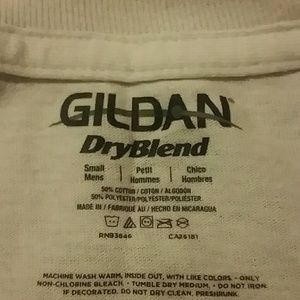 GILDAN
DryBlend
Small | Petit | Chico
Mens | Hommes | Hombres
50% COTTON / COTON / ALGODÓN
50% POLYESTER/POLYESTER/POLIÉSTER
MADE IN / FABRIQUÉ AU / HECHO EN NICARAGUA
RN93846 CA26181
MACHINE WASH WARM, INSIDE OUT, WITH LIKE COLORS. - ONLY
NON-CHLORINE BLEACH. - TUMBLE DRY MEDIUM. - DO NOT IRON
IF DECORATED. DO NOT DRY CLEAN. PRESHRUNK.